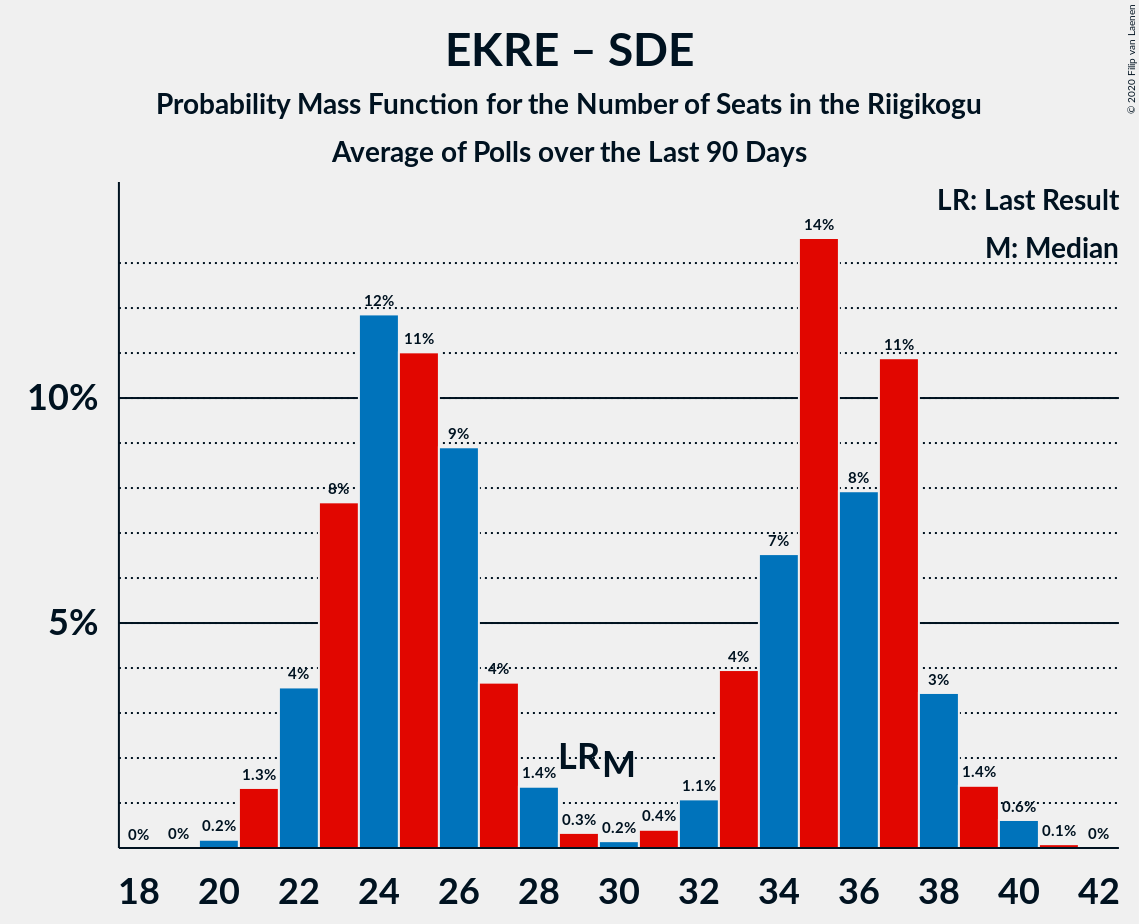 EKRE – SDE
Probability Mass Function for the Number of Seats in the Riigikogu
Average of Polls over the Last 90 Days
© 2020 Filip van Laenen
LR: Last Result
M: Median
10%
5%
0% 0% 0.2% 1.3% 4% 8% 12% 11% 9% 4% 1.4% 0.3% 0.2% 0.4% 1.1% 4% 7% 14% 8% 11% 3% 1.4% 0.6% 0.1% 0%
LR M
18 20 22 24 26 28 30 32 34 36 38 40 42